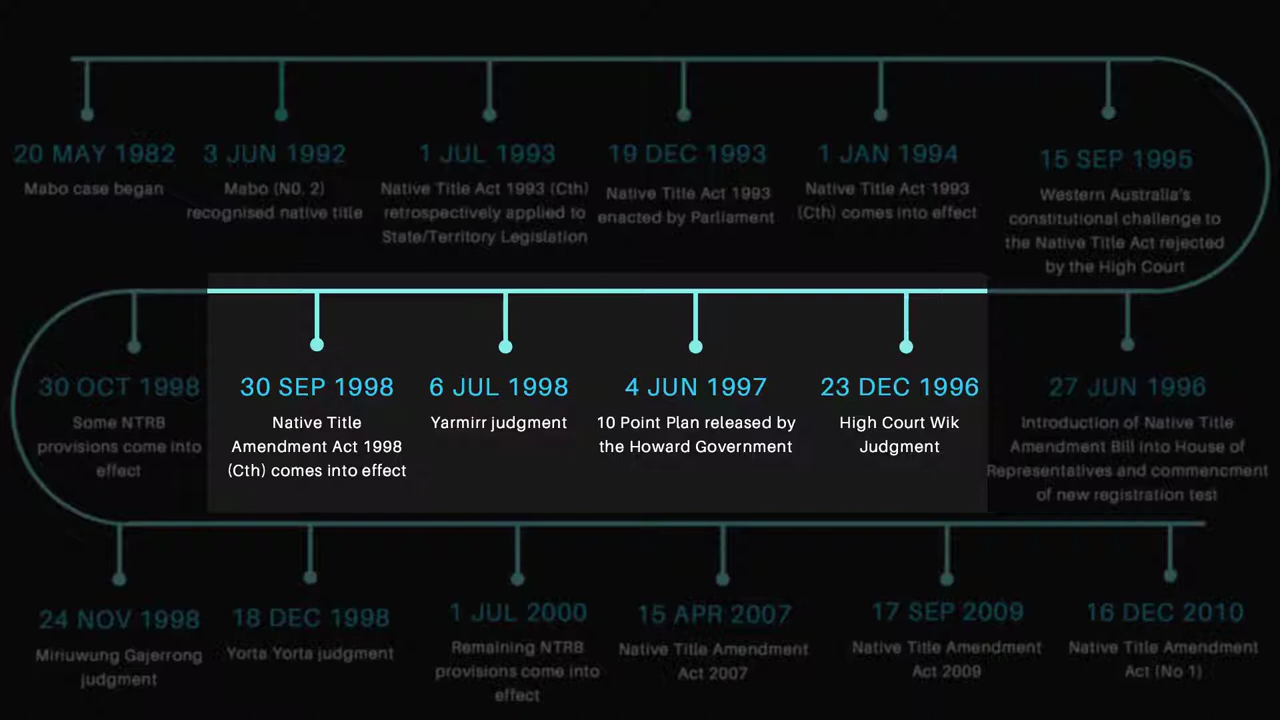 20 MAY 1982
Mabo case began
3 JUN 1992
Mabo (N0. 2)
recognised native title
1 JUL 1993
Native Title Act 1993 (Cth)
retrospectively applied to
State/Territory Legislation
19 DEC 1993
Native Title Act 1993
enacted by Parliament
1 JAN 1994
Native Title Act 1993
(Cth) comes into effect
15 SEP 1995
Western Australia's
constitutional challenge to
the Native Title Act rejected
by the High Court
30 OCT 1998
Some NTRB
provisions come into
effect
30 SEP 1998
Native Title
Amendment Act 1998
(Cth) comes into effect
6 JUL 1998
Yarmirr judgment
4 JUN 1997
10 Point Plan released by
the Howard Government
23 DEC 1996
High Court Wik
Judgment
27 JUN 1996
Introduction of Native Title
Amendment Bill into House of
Representatives and commencment
of new registration test
24 NOV 1998
Miriuwung Gajerrong
judgment
18 DEC 1998
Yorta Yorta judgment
1 JUL 2000
Remaining NTRB
provisions come into
effect
15 APR 2007
Native Title Amendment
Act 2007
17 SEP 2009
Native Title Amendment
Act 2009
16 DEC 2010
Native Title Amendment
Act (No 1)